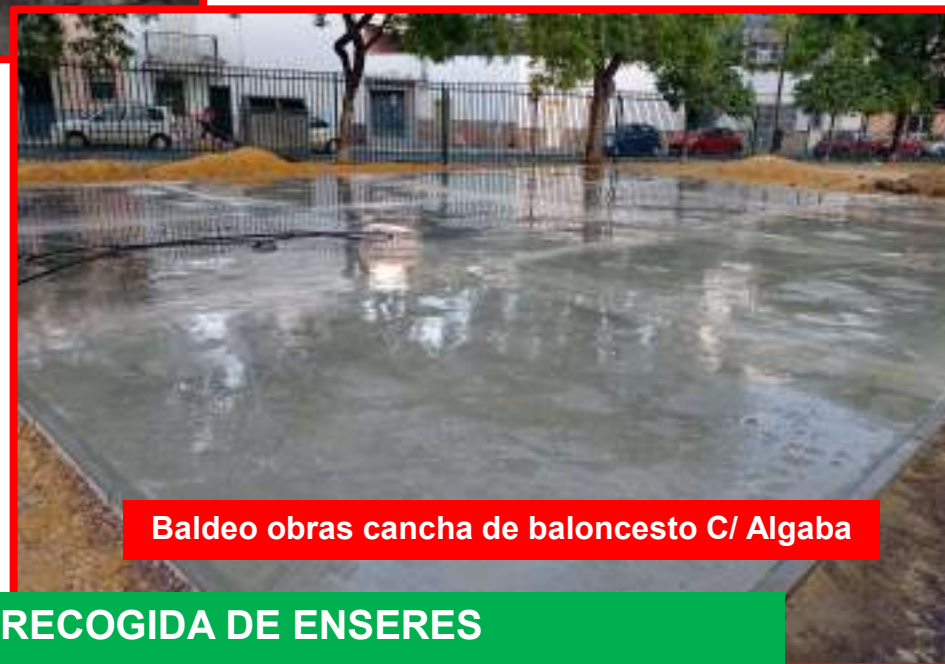 Baldeo obras cancha de baloncesto C/ Algaba
RECOGIDA DE ENSERES